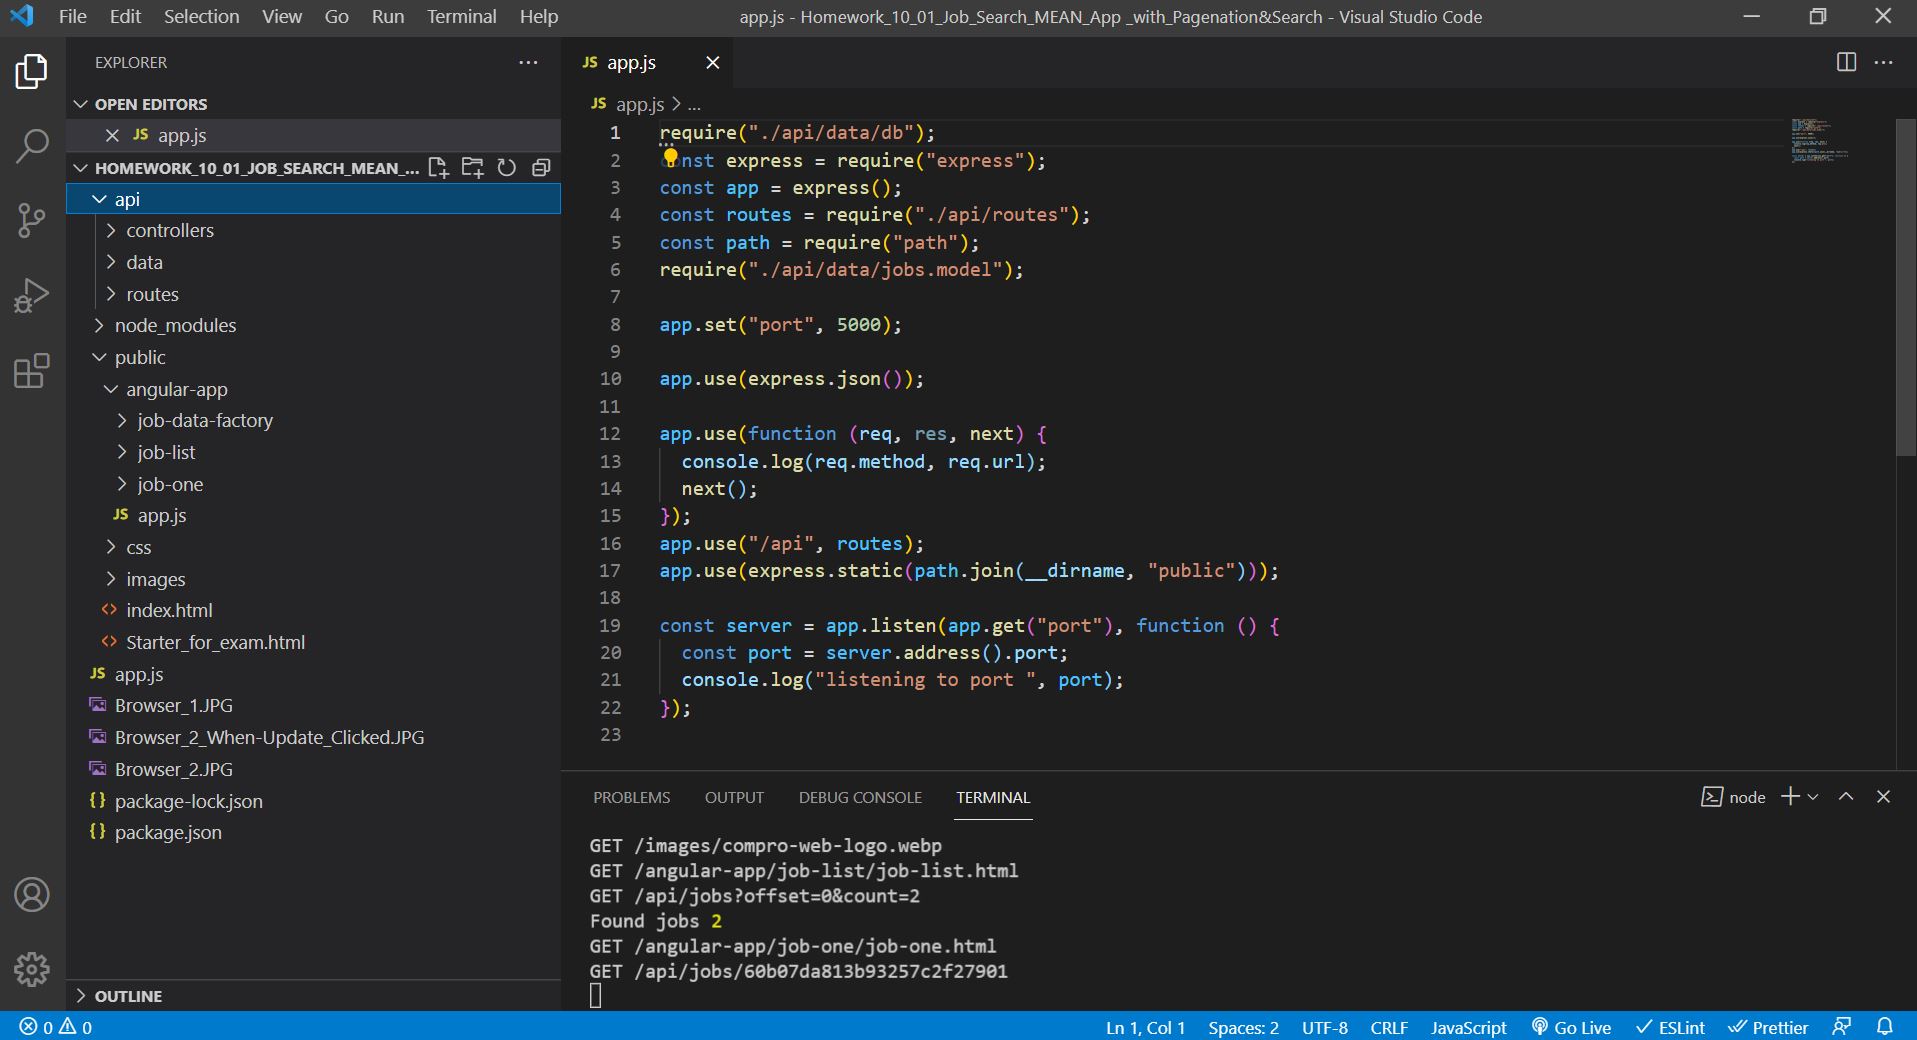 File Edit Selection View Go Run Terminal Help
app.js - Homework_10_01_Job_Search_MEAN_App _with_Pagenation&Search - Visual Studio Code
EXPLORER
OPEN EDITORS
JS app.js
HOMEWORK_10_01_JOB_SEARCH_MEAN_...
api
controllers
data
routes
node_modules
public
angular-app
job-data-factory
job-list
job-one
JS app.js
css
images
<> index.html
<> Starter_for_exam.html
JS app.js
Browser_1.JPG
Browser_2_When-Update_Clicked.JPG
Browser_2.JPG
{} package-lock.json
{} package.json
OUTLINE
JS app.js
JS app.js > ...
1 require("./api/data/db");
2 const express = require("express");
3 const app = express();
4 const routes = require("./api/routes");
5 const path = require("path");
6 require("./api/data/jobs.model");
7
8 app.set("port", 5000);
9
10 app.use(express.json());
11
12 app.use(function (req, res, next) {
13 console.log(req.method, req.url);
14 next();
15 });
16 app.use("/api", routes);
17 app.use(express.static(path.join(__dirname, "public")));
18
19 const server = app.listen(app.get("port"), function () {
20 const port = server.address().port;
21 console.log("listening to port ", port);
22 });
23
PROBLEMS OUTPUT DEBUG CONSOLE TERMINAL
node
GET /images/compro-web-logo.webp
GET /angular-app/job-list/job-list.html
GET /api/jobs?offset=0&count=2
Found jobs 2
GET /angular-app/job-one/job-one.html
GET /api/jobs/60b07da813b93257c2f27901
0 0
Ln 1, Col 1 Spaces: 2 UTF-8 CRLF JavaScript Go Live ESLint Prettier